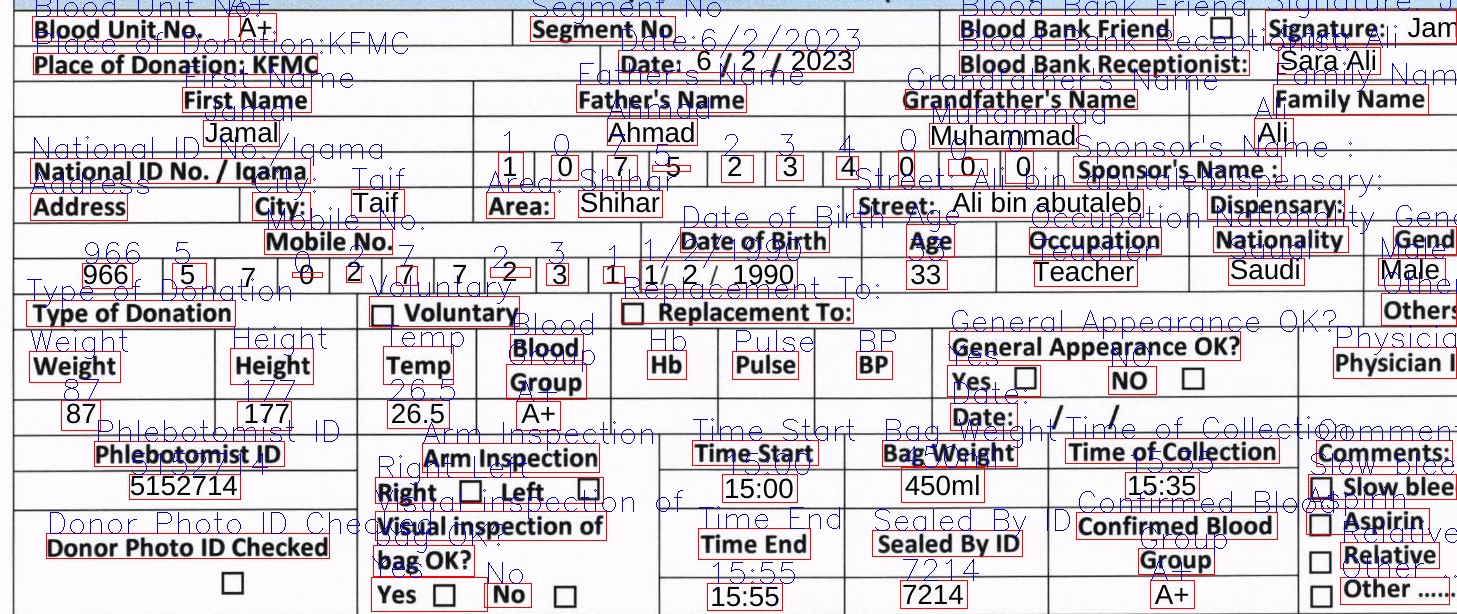 Blood Unit No. A+ Segment No Blood Bank Friend Signature: Jam
Place of Donation: KFMC Date: 6 / 2 / 2023 Blood Bank Receptionist: Sara Ali
First Name Father's Name Grandfather's Name Family Name
Jamal Ahmad Muhammad Ali
National ID No. / Iqama 1 0 7 5 2 3 4 0 0 0 Sponsor's Name :
Address City: Taif Area: Shihar Street: Ali bin abutaleb Dispensary:
Mobile No. Date of Birth Age Occupation Nationality Gend
966 5 7 0 2 7 7 2 3 1 1/ 2 / 1990 33 Teacher Saudi Male
Type of Donation Voluntary Replacement To: Others
Weight Height Temp Blood Group Hb Pulse BP General Appearance OK? Physician I
Yes NO
87 177 26.5 A+ Date: / /
Phlebotomist ID Arm Inspection Time Start Bag Weight Time of Collection Comments:
5152714 Right Left 15:00 450ml 15:35 Slow blee
Donor Photo ID Checked Visual inspection of bag OK? Time End Sealed By ID Confirmed Blood Group Aspirin
Relative
Yes No 15:55 7214 A+ Other ......